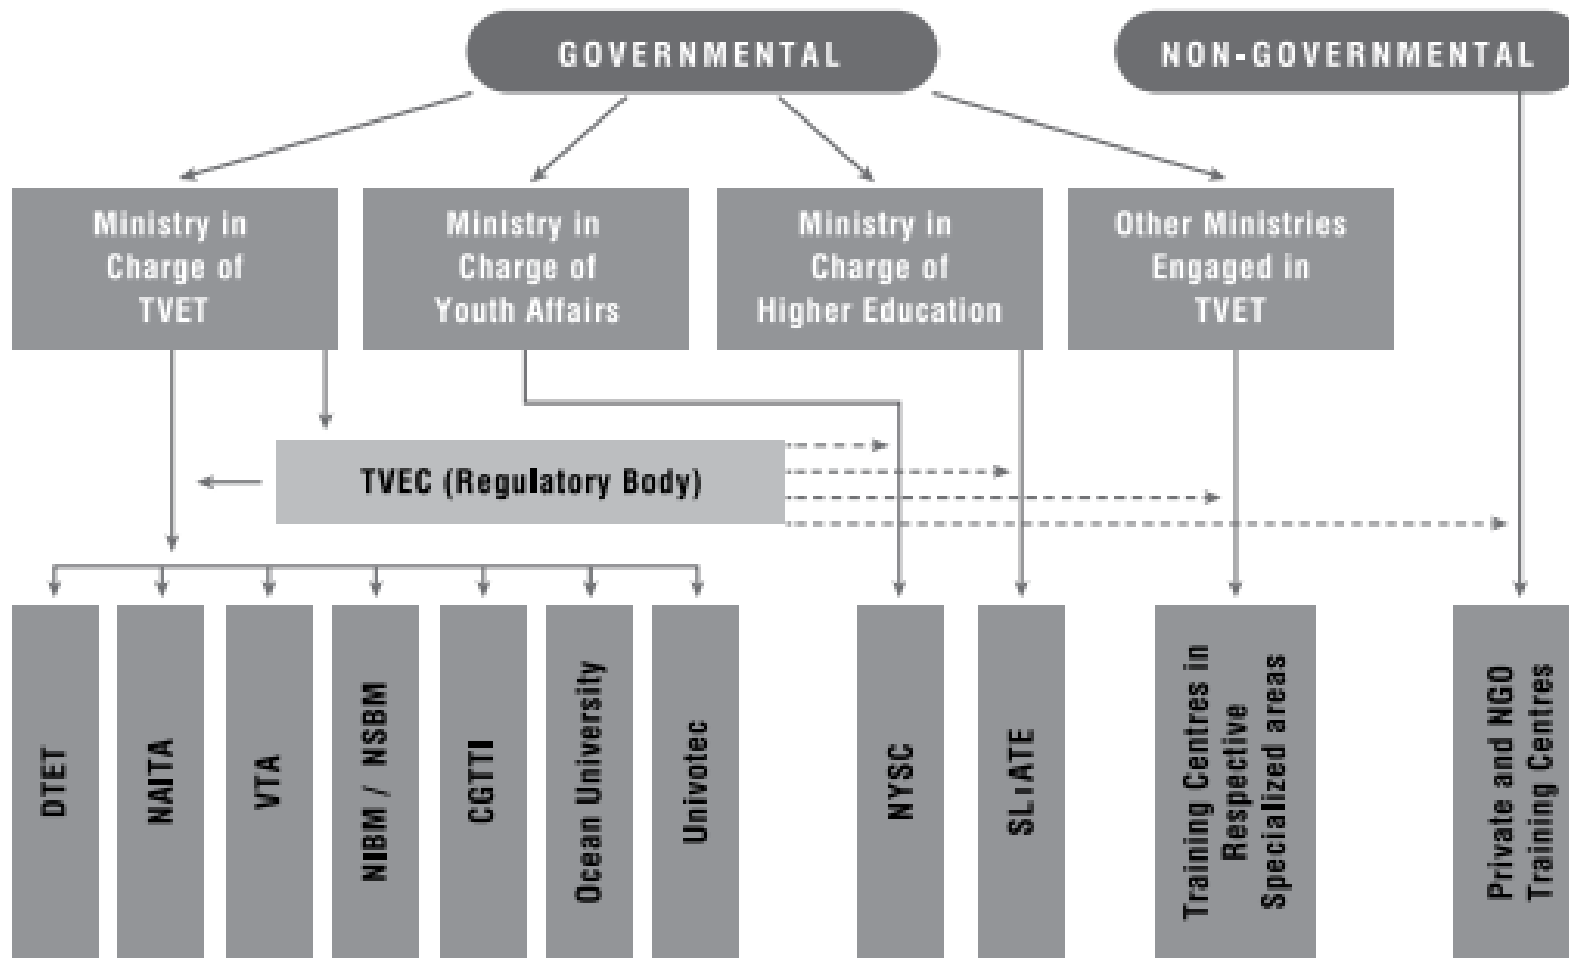 GOVERNMENTAL
NON-GOVERNMENTAL
Ministry in
Charge of
TVET
Ministry in
Charge of
Youth Affairs
Ministry in
Charge of
Higher Education
Other Ministries
Engaged in
TVET
TVEC (Regulatory Body)
DTET
NAITA
VTA
NIBM / NSBM
CGTTI
Ocean University
Univotec
NYSC
SLiATE
Training Centres in
Respective
Specialized areas
Private and NGO
Training Centres